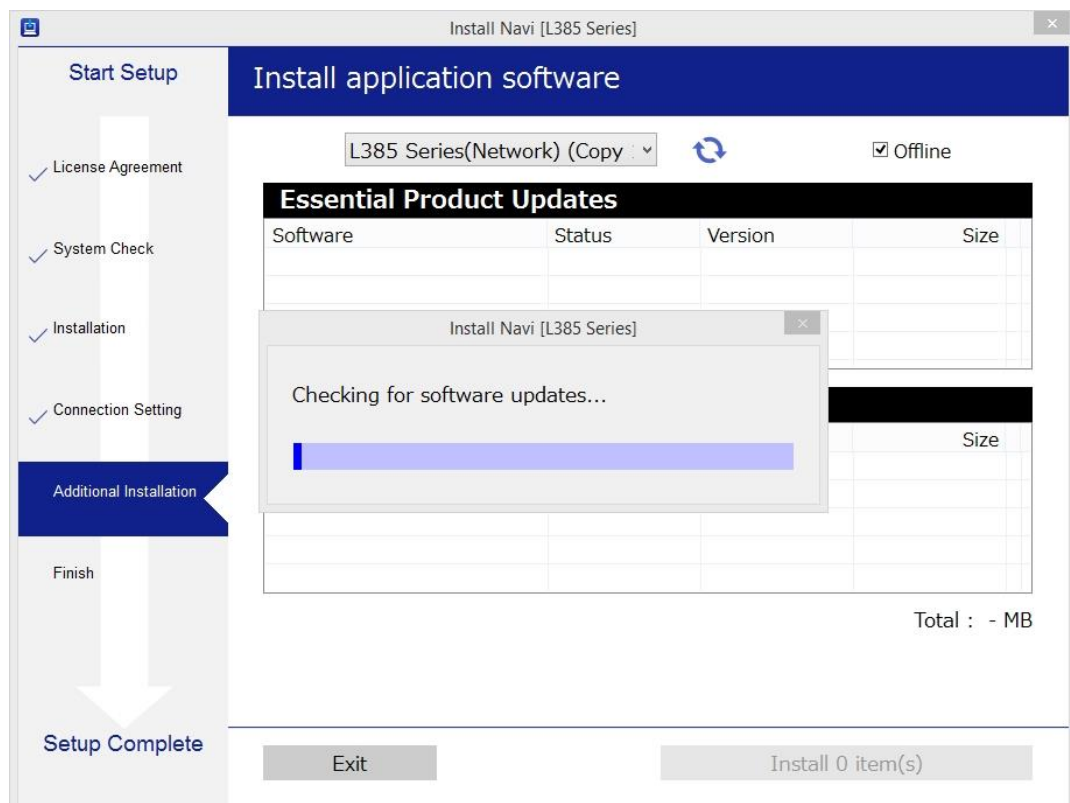 Install Navi [L385 Series]
Start Setup
License Agreement
System Check
Installation
Connection Setting
Additional Installation
Finish
Setup Complete
Install application software
L385 Series(Network) (Copy
Offline
Essential Product Updates
Software Status Version Size
Install Navi [L385 Series]
Checking for software updates...
Size
Total : - MB
Exit
Install 0 item(s)